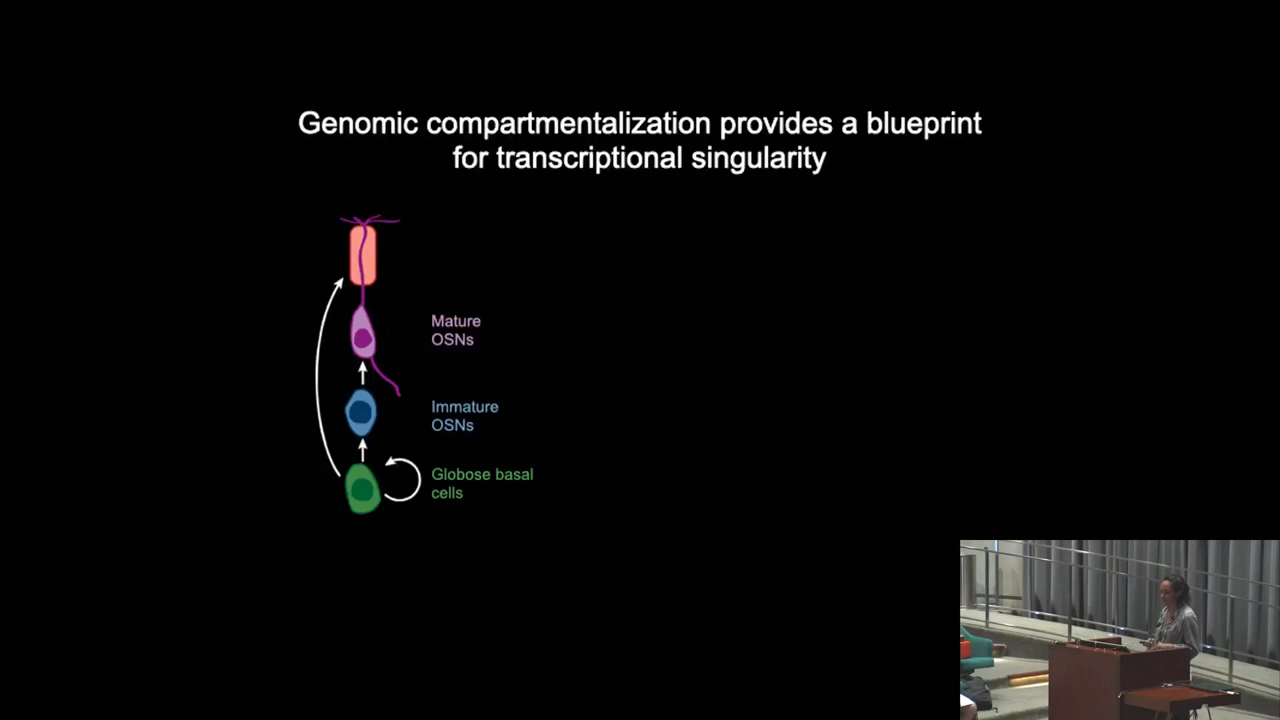 Genomic compartmentalization provides a blueprint
for transcriptional singularity
Mature
OSNs
Immature
OSNs
Globose basal
cells